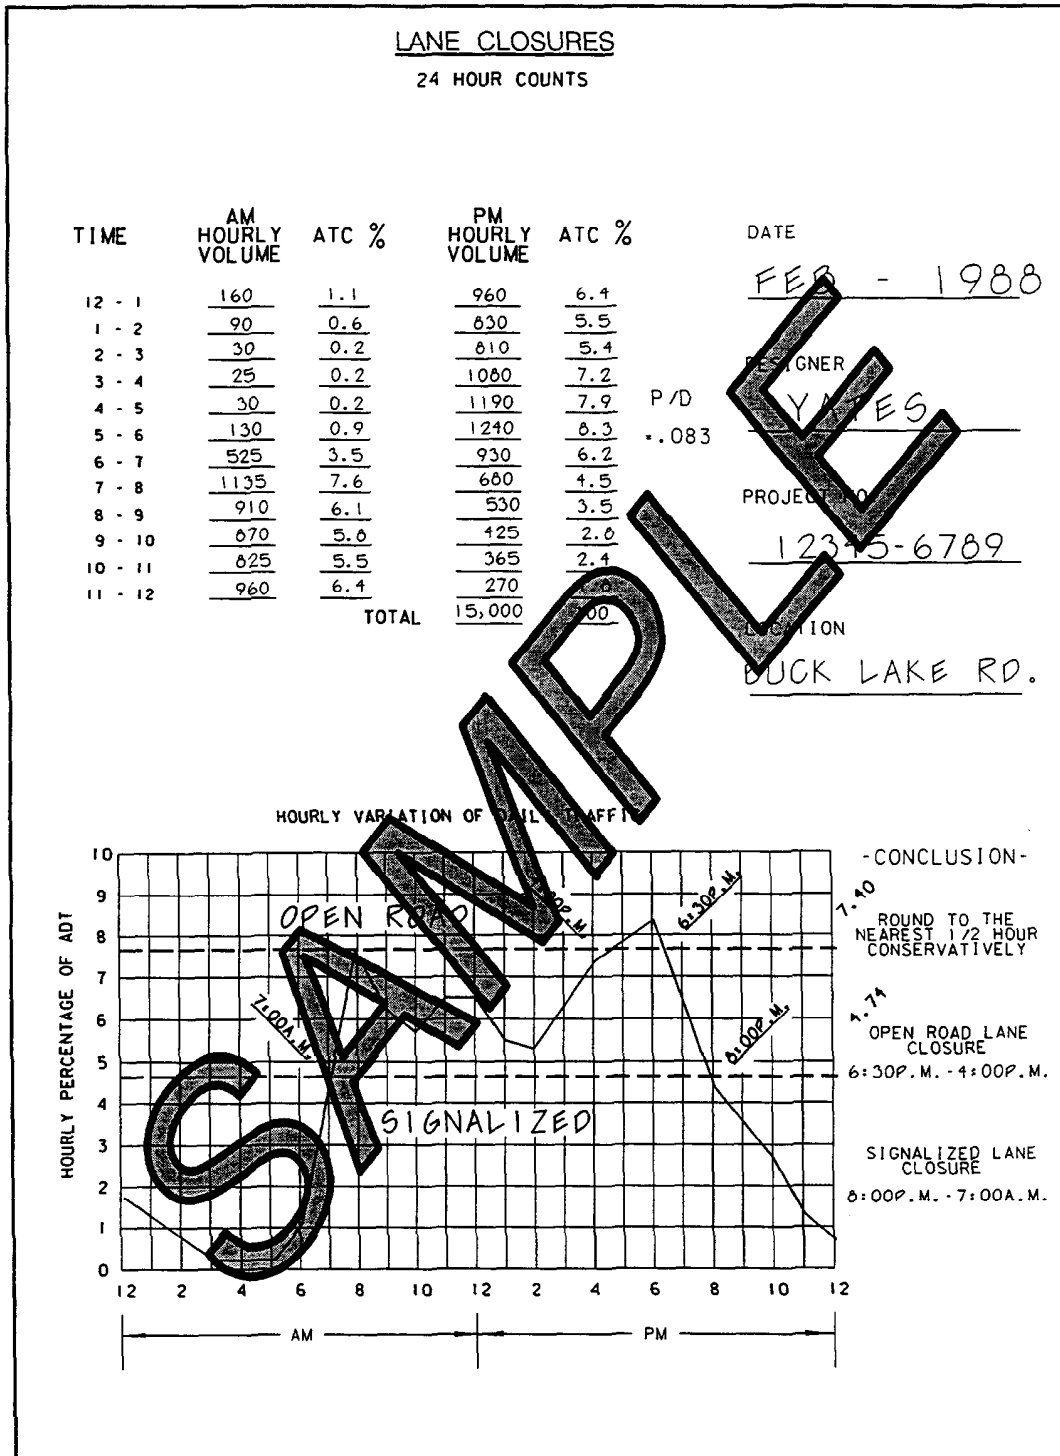 LANE CLOSURES
24 HOUR COUNTS
TIME AM HOURLY VOLUME ATC % PM HOURLY VOLUME ATC %
12 - 1 160 1.1 960 6.4
1 - 2 90 0.6 830 5.5
2 - 3 30 0.2 810 5.4
3 - 4 25 0.2 1080 7.2
4 - 5 30 0.2 1190 7.9
5 - 6 130 0.9 1240 8.3
6 - 7 525 3.5 930 6.2
7 - 8 1135 7.6 680 4.5
8 - 9 910 6.1 530 3.5
9 - 10 870 5.8 425 2.8
10 - 11 825 5.5 365 2.4
11 - 12 960 6.4 270
TOTAL 15,000 100
P/D
=.083
DATE
FEB - 1988
DESIGNER
YATES
PROJECT NO.
12345-6789
LOCATION
DUCK LAKE RD.
SAMPLE
HOURLY VARIATION OF DAILY TRAFFIC
HOURLY PERCENTAGE OF ADT
10
9
8
7
6
5
4
3
2
1
0
OPEN ROAD
SIGNALIZED
7:00A.M.
P.M.
6:30P.M.
8:00P.M.
12 2 4 6 8 10 12 2 4 6 8 10 12
AM PM
-CONCLUSION-
7.40
ROUND TO THE
NEAREST 1/2 HOUR
CONSERVATIVELY
4.74
OPEN ROAD LANE
CLOSURE
6:30P.M.-4:00P.M.
SIGNALIZED LANE
CLOSURE
8:00P.M.-7:00A.M.